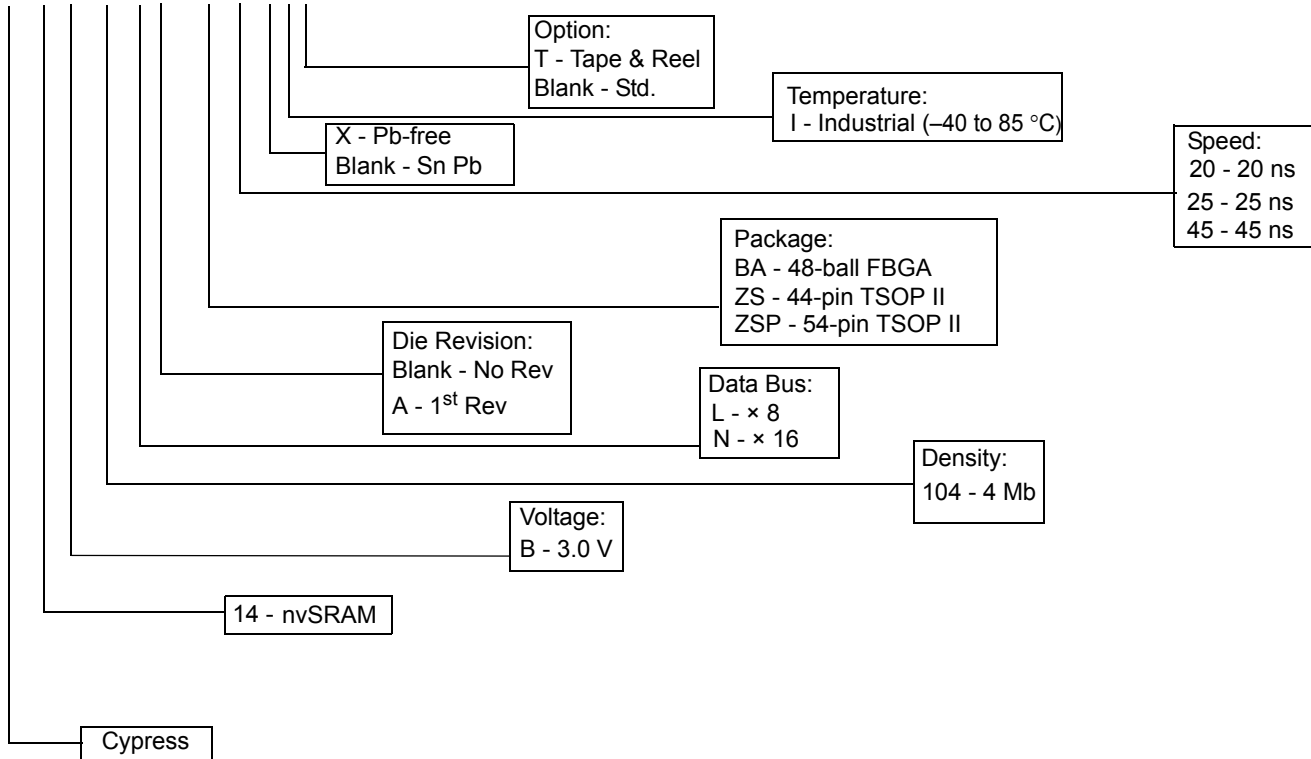 Option:
T - Tape & Reel
Blank - Std.
Temperature:
I - Industrial (–40 to 85 °C)
X - Pb-free
Blank - Sn Pb
Speed:
20 - 20 ns
25 - 25 ns
45 - 45 ns
Package:
BA - 48-ball FBGA
ZS - 44-pin TSOP II
ZSP - 54-pin TSOP II
Die Revision:
Blank - No Rev
A - 1st Rev
Data Bus:
L - × 8
N - × 16
Density:
104 - 4 Mb
Voltage:
B - 3.0 V
14 - nvSRAM
Cypress